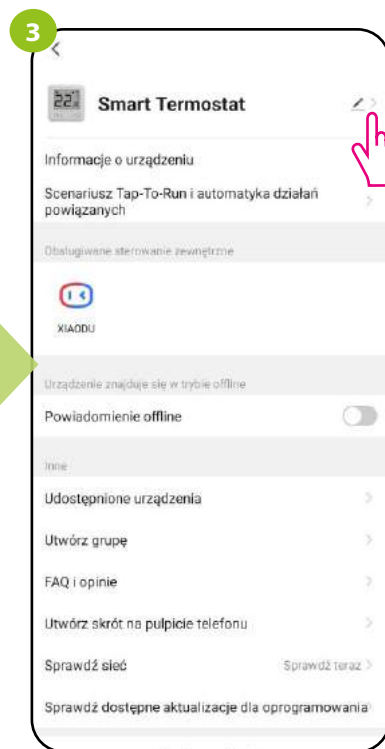 3
22
Smart Termostat
Informacje o urządzeniu
Scenariusz Tap-To-Run i automatyka działań
powiązanych
Obsługiwane sterowanie zewnętrzne
XIAODU
Urządzenie znajduje się w trybie offline
Powiadomienie offline
Inne
Udostępnione urządzenia
Utwórz grupę
FAQ i opinie
Utwórz skrót na pulpicie telefonu
Sprawdź sieć Sprawdź teraz
Sprawdź dostępne aktualizacje dla oprogramowania